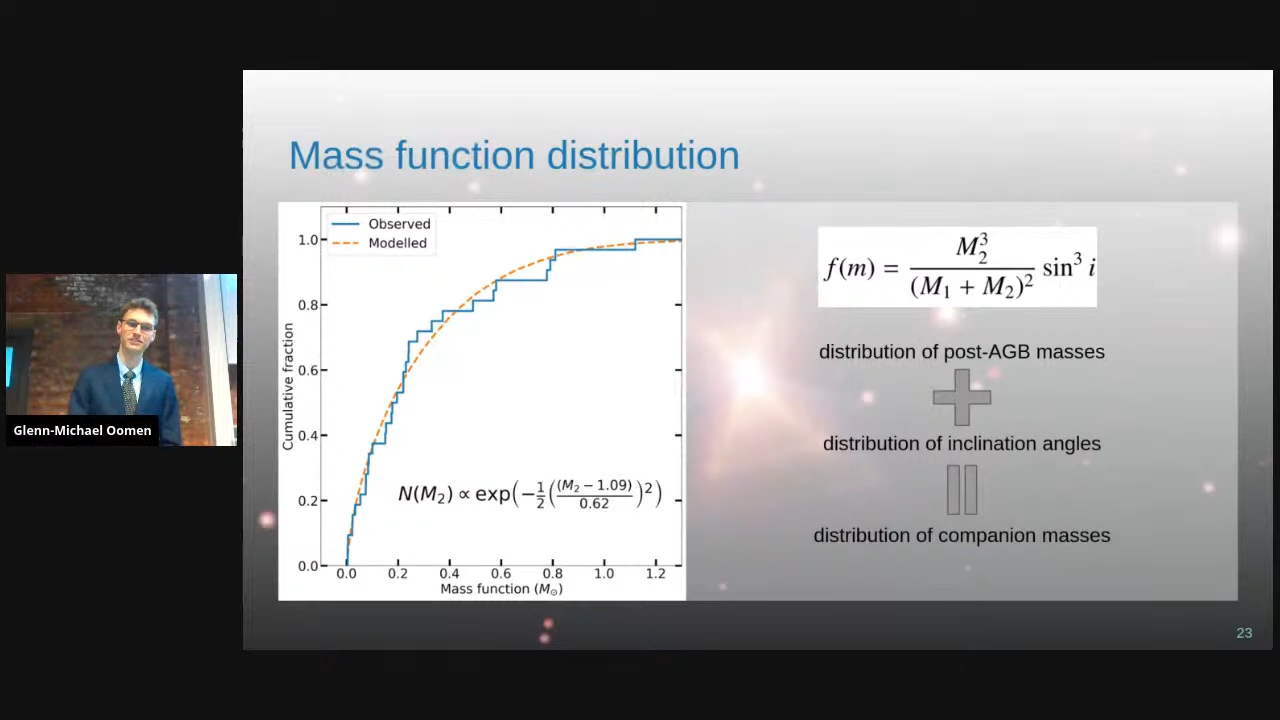 Mass function distribution
Observed
Modelled
1.0
0.8
0.6
0.4
0.2
0.0
Cumulative fraction
N(M₂) ∝ exp(−½((M₂ − 1.09)/0.62)²)
0.0 0.2 0.4 0.6 0.8 1.0 1.2
Mass function (M⊙)
f(m) = M₂³/(M₁ + M₂)² sin³ i
distribution of post-AGB masses
distribution of inclination angles
distribution of companion masses
23
Glenn-Michael Oomen